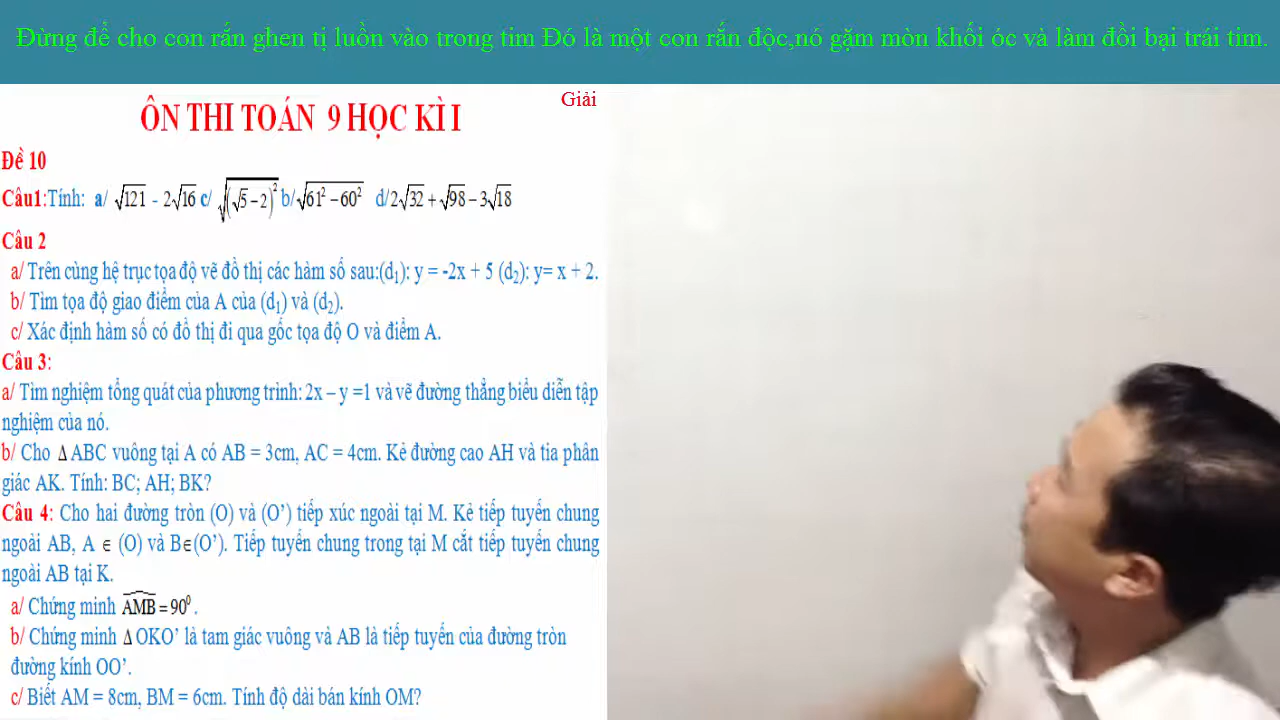 Đừng để cho con rắn ghen tị luồn vào trong tim Đó là một con rắn độc,nó gặm mòn khối óc và làm đồi bại trái tim.
Giải
ÔN THI TOÁN 9 HỌC KÌ I
Đề 10
Câu1:Tính: a/ √121 - 2√16 c/ √(√5−2)² b/√61²−60² d/2√32+√98−3√18
Câu 2
a/ Trên cùng hệ trục tọa độ vẽ đồ thị các hàm số sau:(d₁): y = -2x + 5 (d₂): y= x + 2.
b/ Tìm tọa độ giao điểm của A của (d₁) và (d₂).
c/ Xác định hàm số có đồ thị đi qua gốc tọa độ O và điểm A.
Câu 3:
a/ Tìm nghiệm tổng quát của phương trình: 2x – y =1 và vẽ đường thẳng biểu diễn tập
nghiệm của nó.
b/ Cho Δ ABC vuông tại A có AB = 3cm, AC = 4cm. Kẻ đường cao AH và tia phân
giác AK. Tính: BC; AH; BK?
Câu 4: Cho hai đường tròn (O) và (O’) tiếp xúc ngoài tại M. Kẻ tiếp tuyến chung
ngoài AB, A ∈ (O) và B∈(O’). Tiếp tuyến chung trong tại M cắt tiếp tuyến chung
ngoài AB tại K.
a/ Chứng minh AMB = 90⁰.
b/ Chứng minh Δ OKO’ là tam giác vuông và AB là tiếp tuyến của đường tròn
đường kính OO’.
c/ Biết AM = 8cm, BM = 6cm. Tính độ dài bán kính OM?